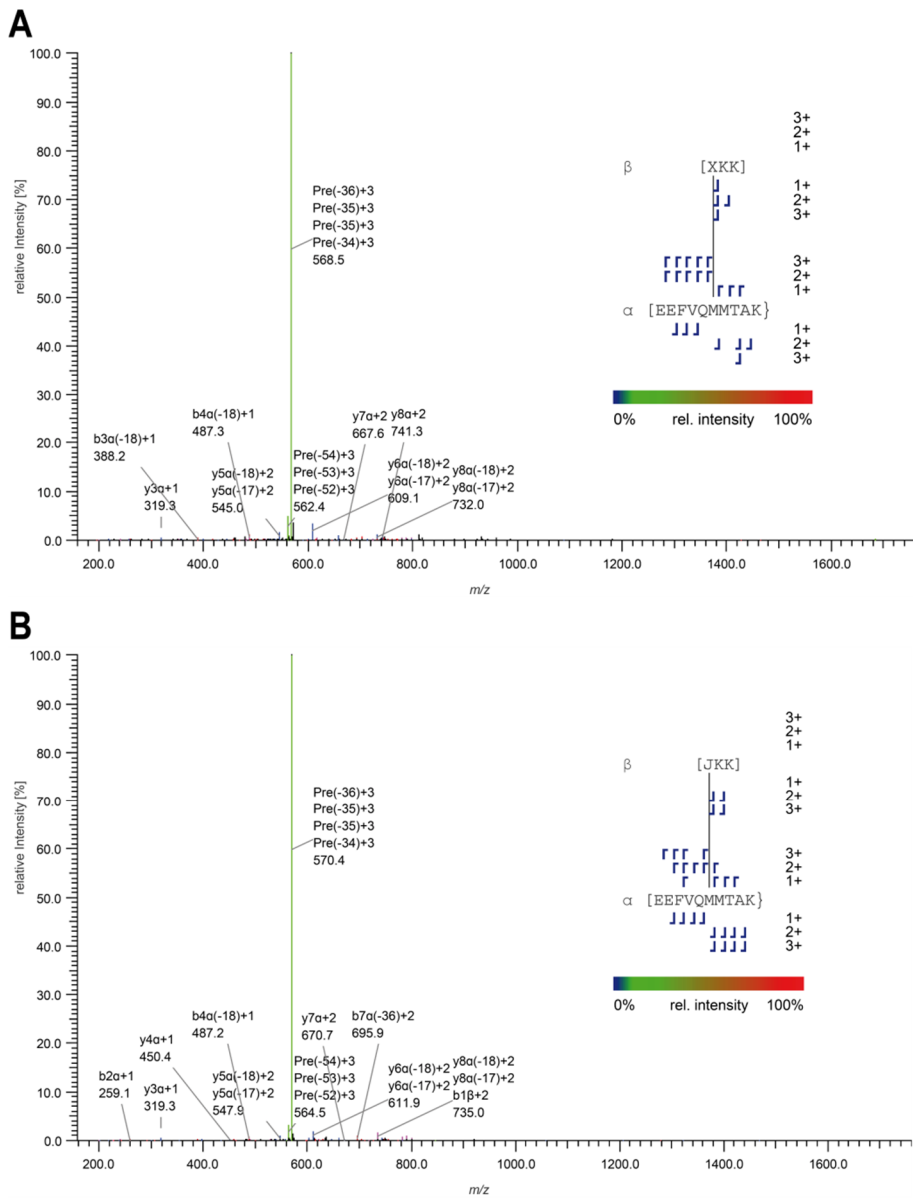 A
100.0
90.0
80.0
70.0
60.0
50.0
40.0
30.0
20.0
10.0
0.0
relative Intensity [%]
200.0 400.0 600.0 800.0 1000.0 1200.0 1400.0 1600.0
m/z
Pre(-36)+3
Pre(-35)+3
Pre(-35)+3
Pre(-34)+3
568.5
b3α(-18)+1
388.2
y3α+1
319.3
b4α(-18)+1
487.3
y5α(-18)+2
y5α(-17)+2
545.0
Pre(-54)+3
Pre(-53)+3
Pre(-52)+3
562.4
y7α+2
667.6
y8α+2
741.3
y6α(-18)+2
y6α(-17)+2
609.1
y8α(-18)+2
y8α(-17)+2
732.0
3+
2+
1+
β [XKK]
1+
2+
3+
3+
2+
1+
α [EEFVQMMTAK}
1+
2+
3+
0% rel. intensity 100%
B
100.0
90.0
80.0
70.0
60.0
50.0
40.0
30.0
20.0
10.0
0.0
relative Intensity [%]
200.0 400.0 600.0 800.0 1000.0 1200.0 1400.0 1600.0
m/z
Pre(-36)+3
Pre(-35)+3
Pre(-35)+3
Pre(-34)+3
570.4
b2α+1
259.1
y4α+1
450.4
y3α+1
319.3
b4α(-18)+1
487.2
y5α(-18)+2
y5α(-17)+2
547.9
Pre(-54)+3
Pre(-53)+3
Pre(-52)+3
564.5
y7α+2
670.7
b7α(-36)+2
695.9
y6α(-18)+2
y6α(-17)+2
611.9
y8α(-18)+2
y8α(-17)+2
b1β+2
735.0
3+
2+
1+
β [JKK]
1+
2+
3+
3+
2+
1+
α [EEFVQMMTAK}
1+
2+
3+
0% rel. intensity 100%